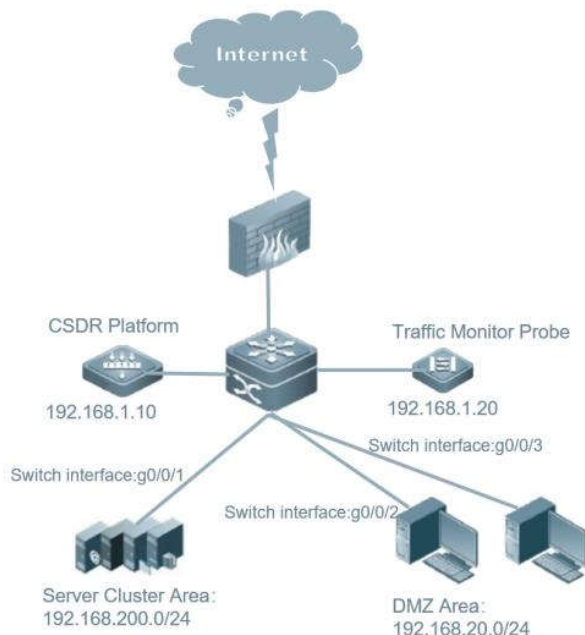 Internet
CSDR Platform
Traffic Monitor Probe
192.168.1.10
192.168.1.20
Switch interface:g0/0/3
Switch interface:g0/0/1
Switch interface:g0/0/2
Server Cluster Area:
192.168.200.0/24
DMZ Area:
192.168.20.0/24